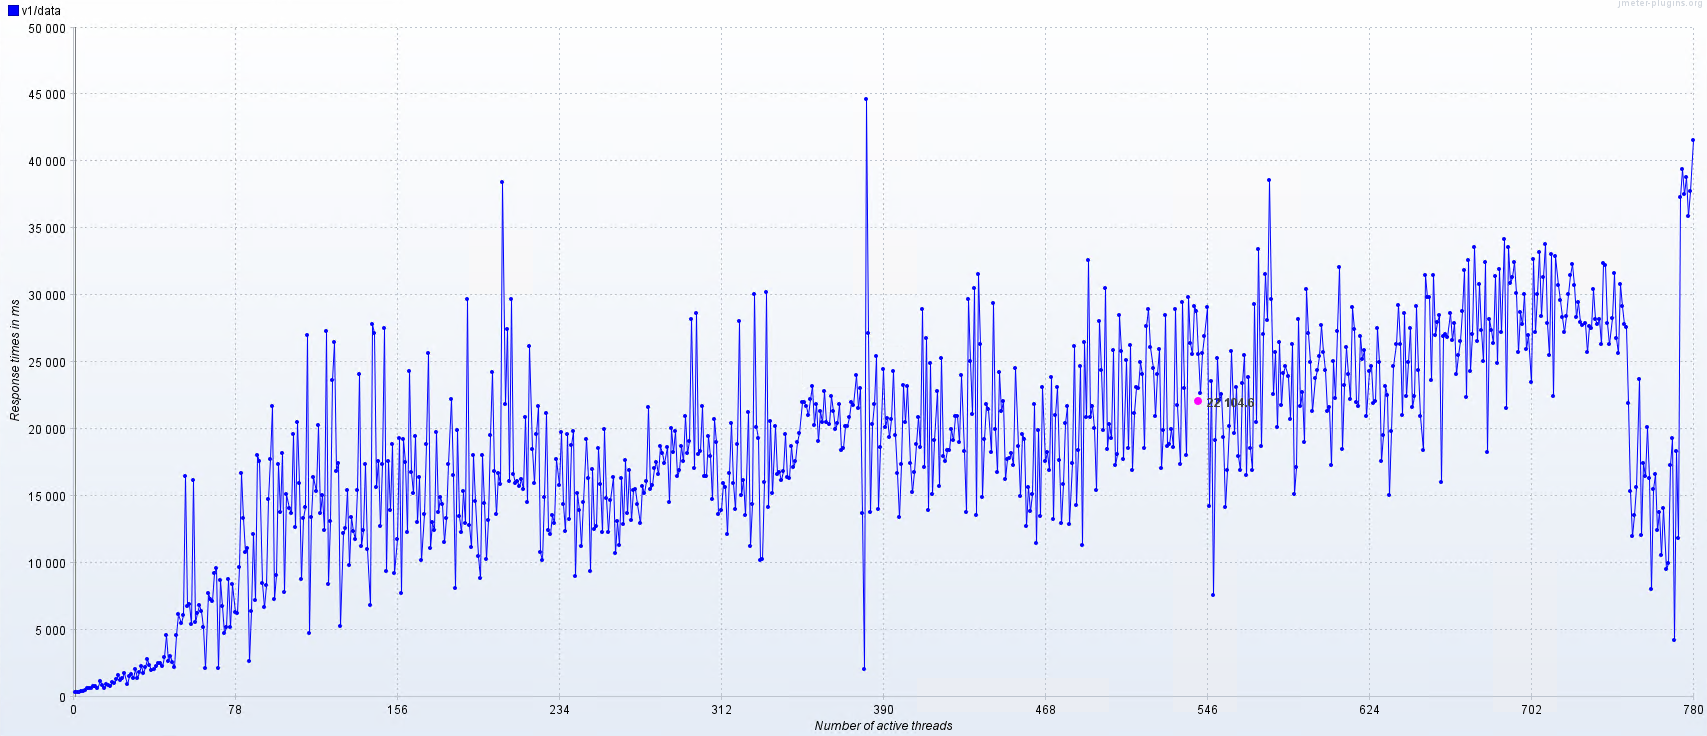 jmeter-plugins.org
v1/data
50 000
45 000
40 000
35 000
30 000
25 000
22 104.6
20 000
15 000
10 000
5 000
0
Response times in ms
0 78 156 234 312 390 468 546 624 702 780
Number of active threads